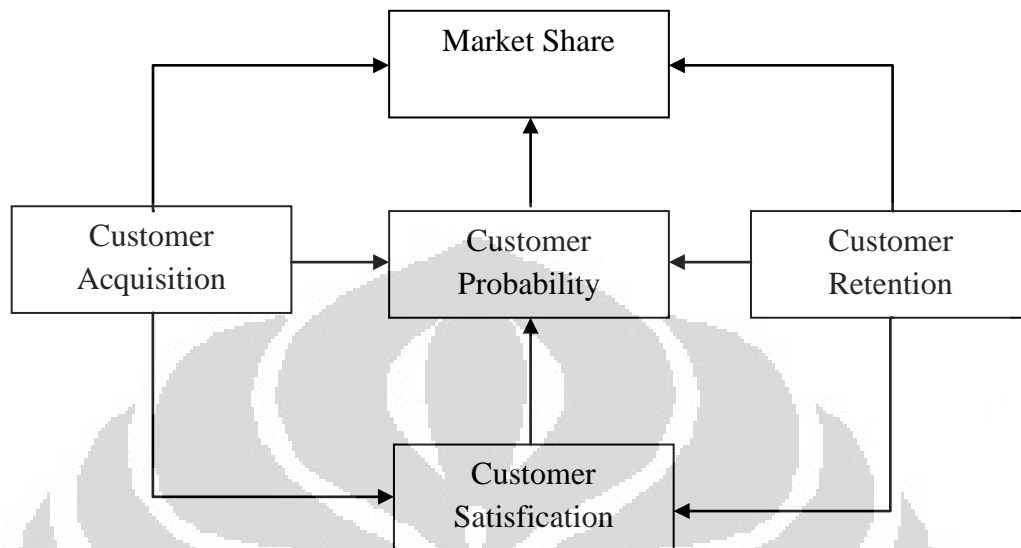 Market Share
Customer
Acquisition
Customer
Probability
Customer
Retention
Customer
Satisfication